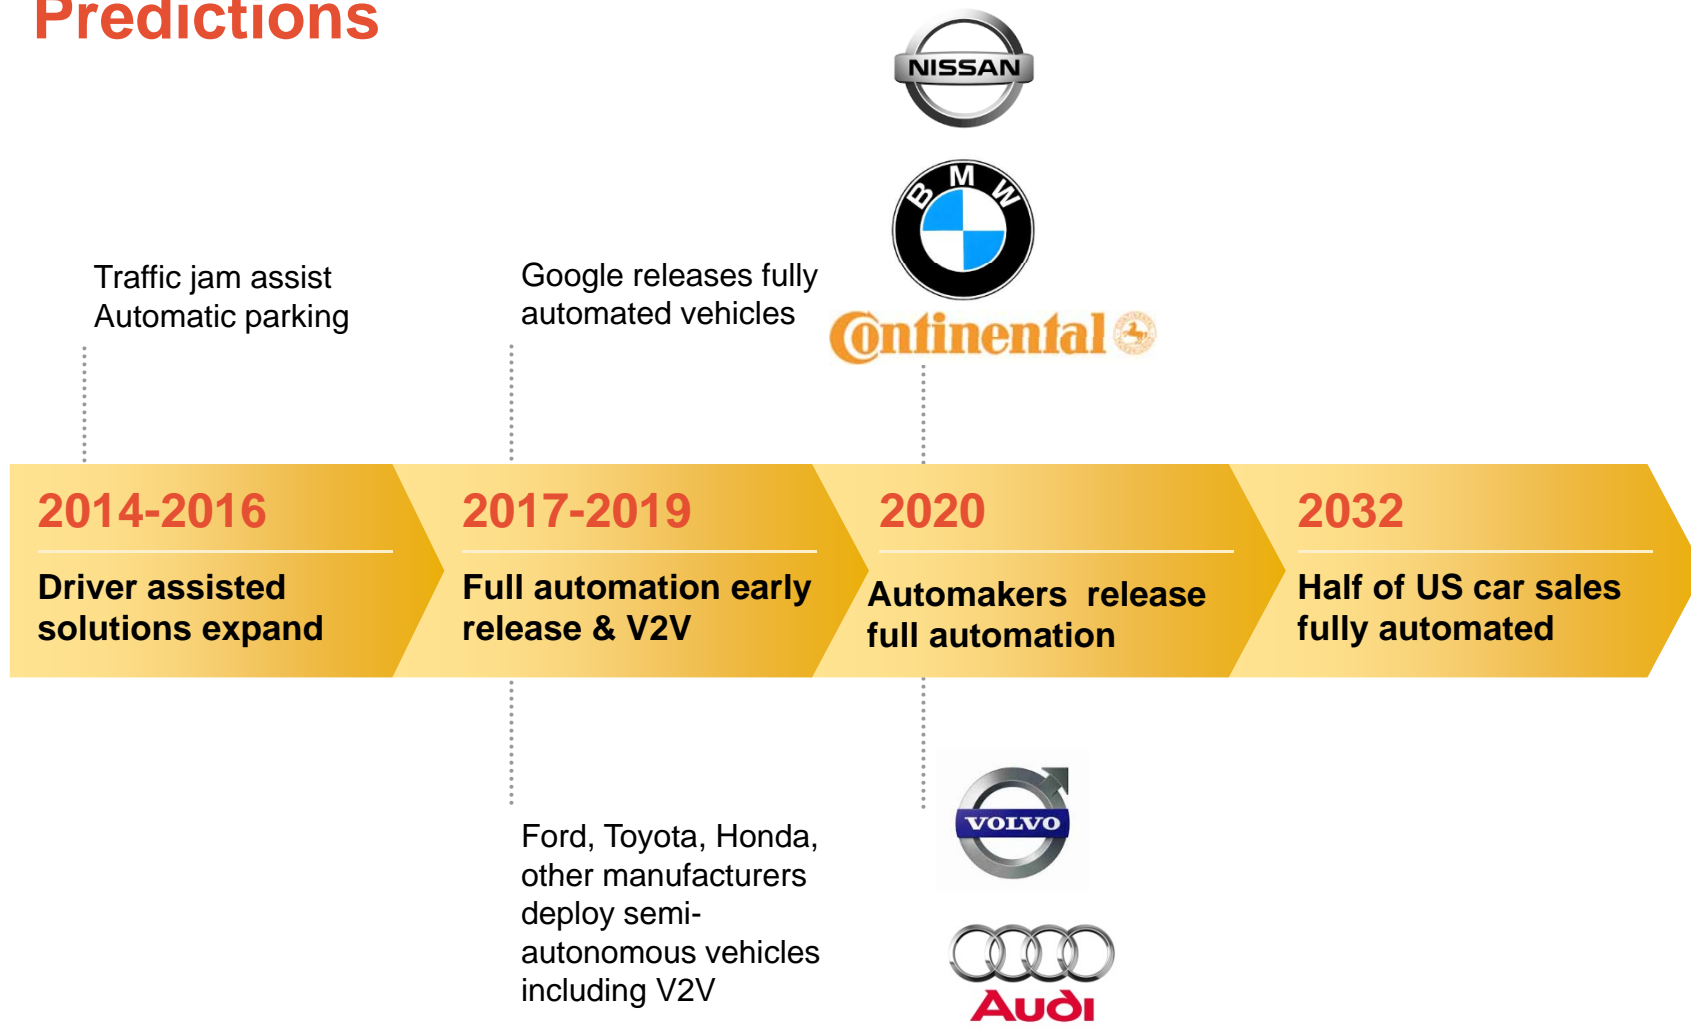 Predictions
NISSAN
BMW
Continental
Traffic jam assist
Automatic parking
Google releases fully
automated vehicles
2014-2016
Driver assisted
solutions expand
2017-2019
Full automation early
release & V2V
2020
Automakers release
full automation
2032
Half of US car sales
fully automated
Ford, Toyota, Honda,
other manufacturers
deploy semi-
autonomous vehicles
including V2V
VOLVO
Audi